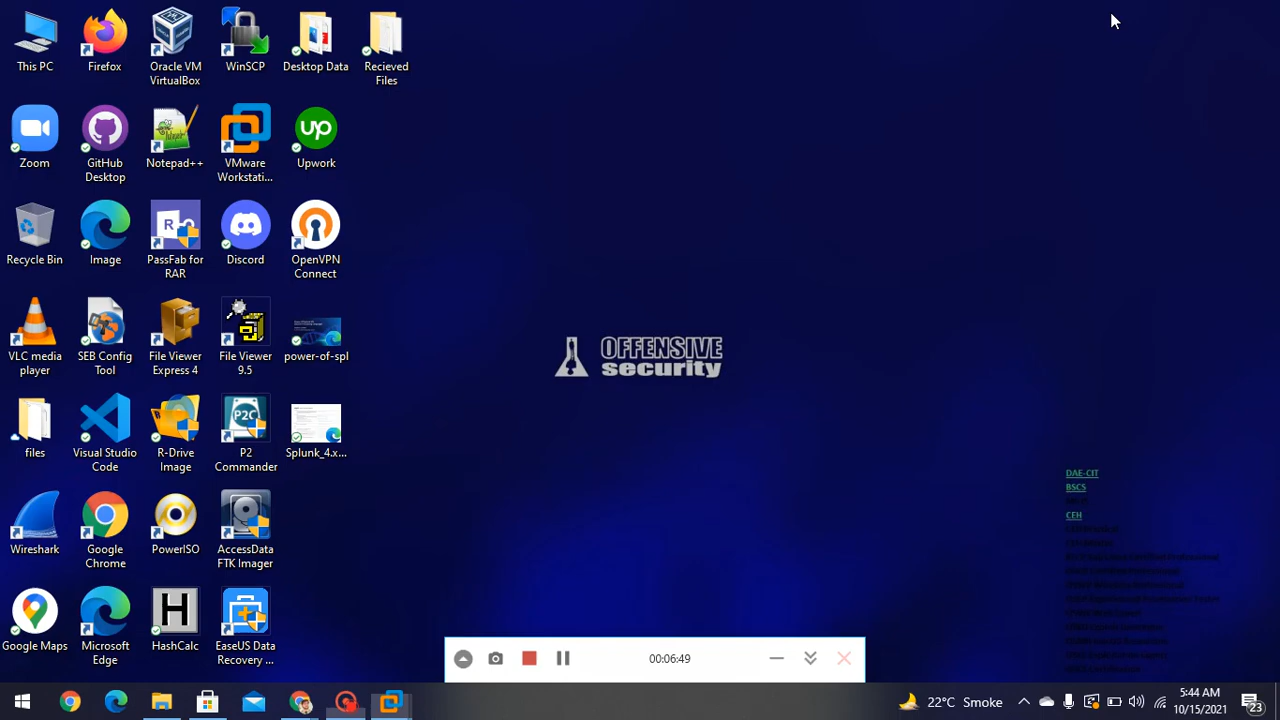 This PC
Firefox
Oracle VM
VirtualBox
WinSCP
Desktop Data
Recieved
Files
Zoom
GitHub
Desktop
Notepad++
VMware
Workstati...
up
Upwork
Recycle Bin
Image
R
PassFab for
RAR
Discord
OpenVPN
Connect
VLC media
player
SEB Config
Tool
File Viewer
Express 4
File Viewer
9.5
power-of-spl
files
Visual Studio
Code
R-Drive
Image
P2C
P2
Commander
Splunk_4.x...
Wireshark
Google
Chrome
PowerISO
AccessData
FTK Imager
Google Maps
Microsoft
Edge
H
HashCalc
EaseUS Data
Recovery ...
OFFENSIVE
security
DAE-CIT
BSCS
CEH
00:06:49
22°C Smoke
5:44 AM
10/15/2021
23